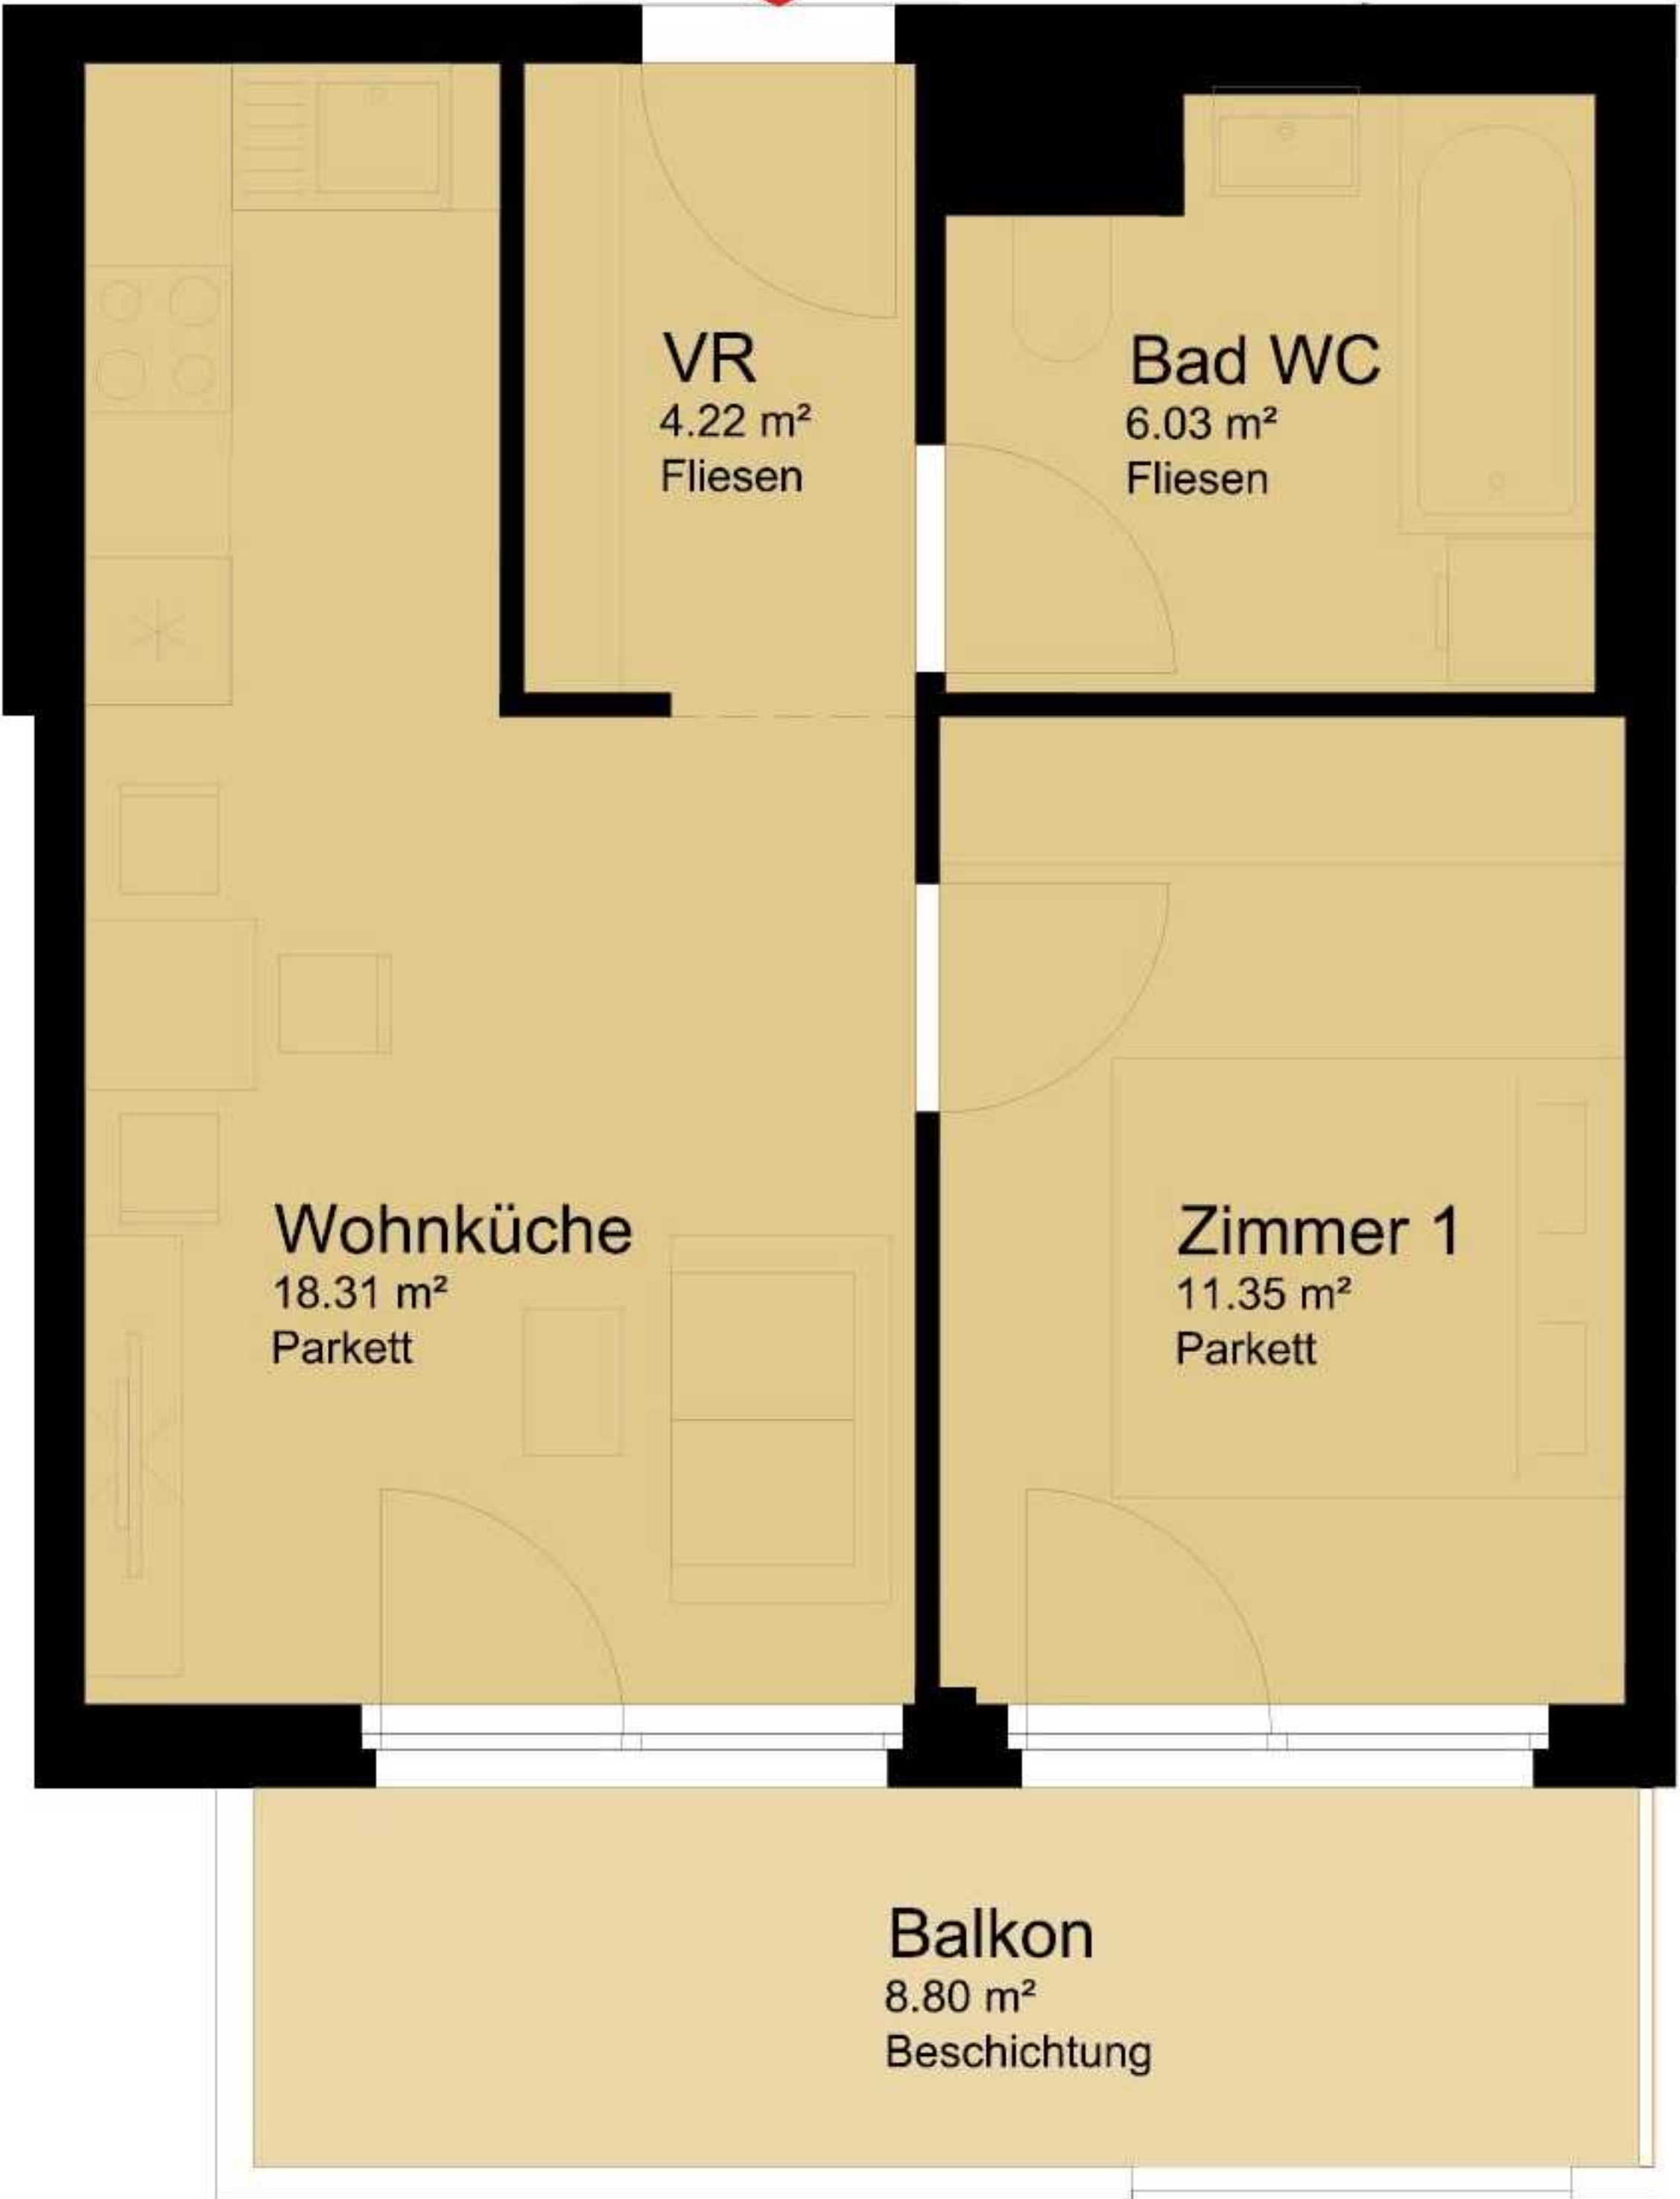 VR
4.22 m²
Fliesen
Bad WC
6.03 m²
Fliesen
Wohnküche
18.31 m²
Parkett
Zimmer 1
11.35 m²
Parkett
Balkon
8.80 m²
Beschichtung